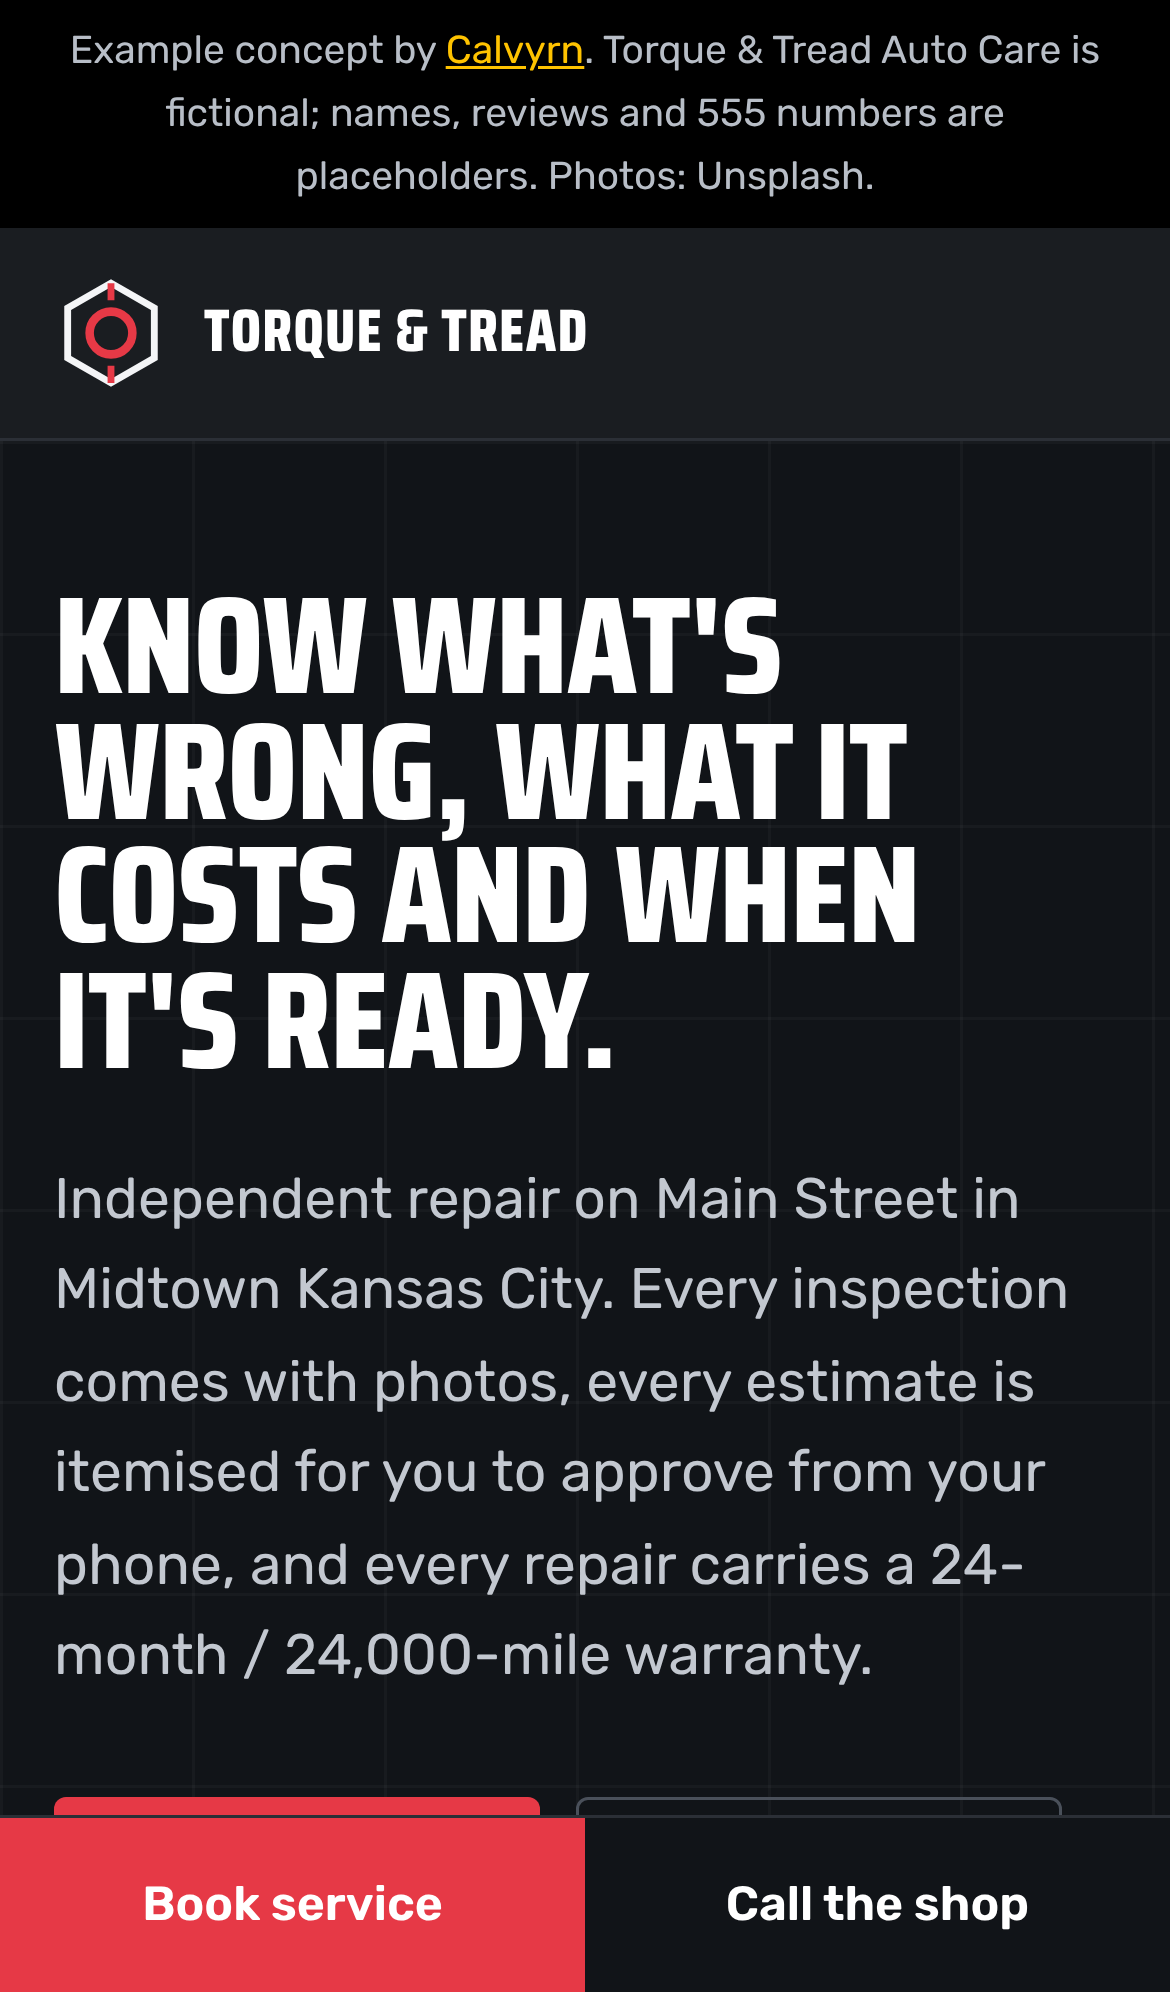 Example concept by Calvyrn. Torque & Tread Auto Care is
fictional; names, reviews and 555 numbers are
placeholders. Photos: Unsplash.
TORQUE & TREAD
KNOW WHAT'S
WRONG, WHAT IT
COSTS AND WHEN
IT'S READY.
Independent repair on Main Street in
Midtown Kansas City. Every inspection
comes with photos, every estimate is
itemised for you to approve from your
phone, and every repair carries a 24-
month / 24,000-mile warranty.
Book service
Call the shop